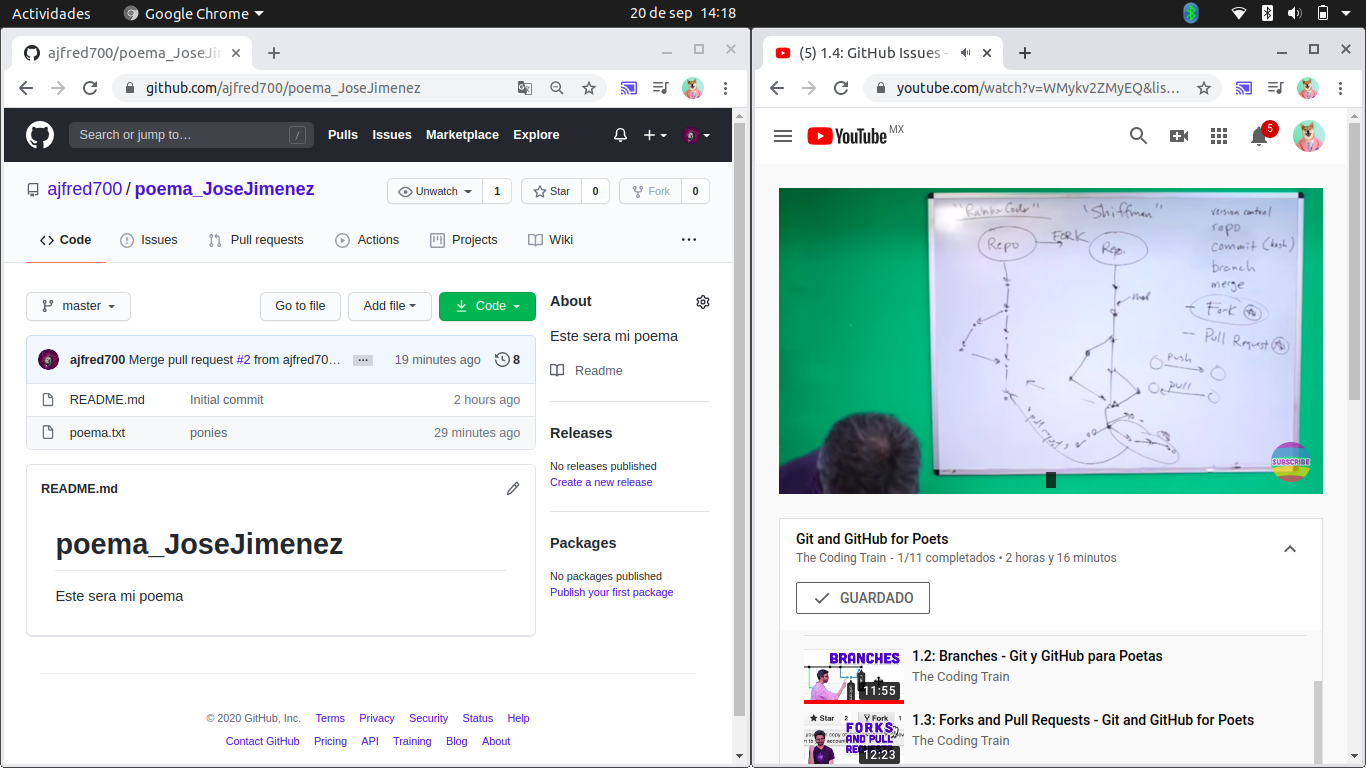 Actividades Google Chrome 20 de sep 14:18
ajfred700/poema_JoseJi
github.com/ajfred700/poema_JoseJimenez
Search or jump to… / Pulls Issues Marketplace Explore
ajfred700 / poema_JoseJimenez
Unwatch 1 Star 0 Fork 0
Code Issues Pull requests Actions Projects Wiki
master Go to file Add file Code
ajfred700 Merge pull request #2 from ajfred70… 19 minutes ago 8
README.md Initial commit 2 hours ago
poema.txt ponies 29 minutes ago
README.md
poema_JoseJimenez
Este sera mi poema
About
Este sera mi poema
Readme
Releases
No releases published
Create a new release
Packages
No packages published
Publish your first package
© 2020 GitHub, Inc. Terms Privacy Security Status Help
Contact GitHub Pricing API Training Blog About
(5) 1.4: GitHub Issues -
youtube.com/watch?v=WMykv2ZMyEQ&lis…
YouTube MX
5
"Rainbow Coder" "Shiffman"
Repo FORK Repo
version control
repo
commit (hash)
branch
merge
Fork
Pull Request
push
pull
SUBSCRIBE
Git and GitHub for Poets
The Coding Train - 1/11 completados • 2 horas y 16 minutos
GUARDADO
BRANCHES
11:55
1.2: Branches - Git y GitHub para Poetas
The Coding Train
Star 2 Fork 1
FORKS
AND PULL
REQUESTS
12:23
1.3: Forks and Pull Requests - Git and GitHub for Poets
The Coding Train